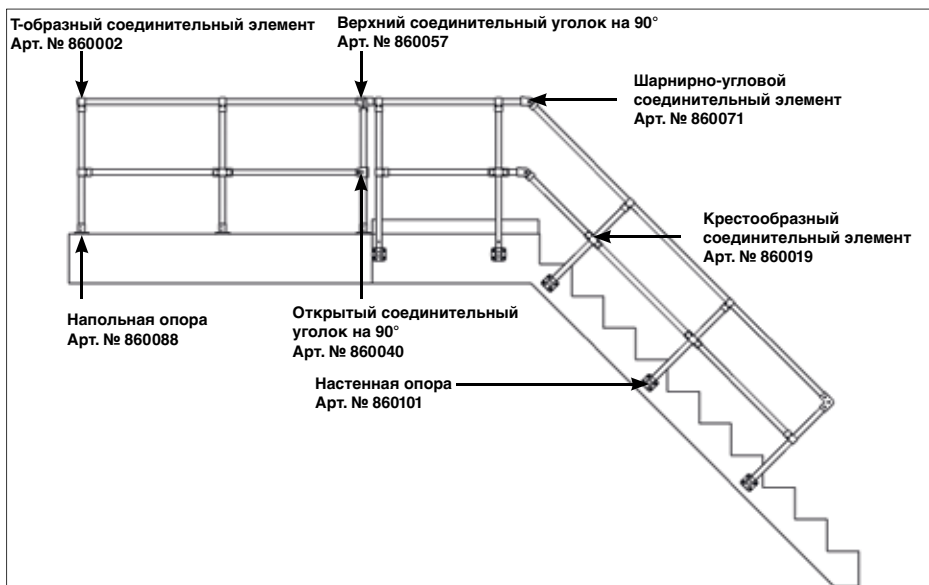 Т-образный соединительный элемент
Арт. № 860002
Верхний соединительный уголок на 90°
Арт. № 860057
Шарнирно-угловой
соединительный элемент
Арт. № 860071
Крестообразный
соединительный элемент
Арт. № 860019
Напольная опора
Арт. № 860088
Открытый соединительный
уголок на 90°
Арт. № 860040
Настенная опора
Арт. № 860101